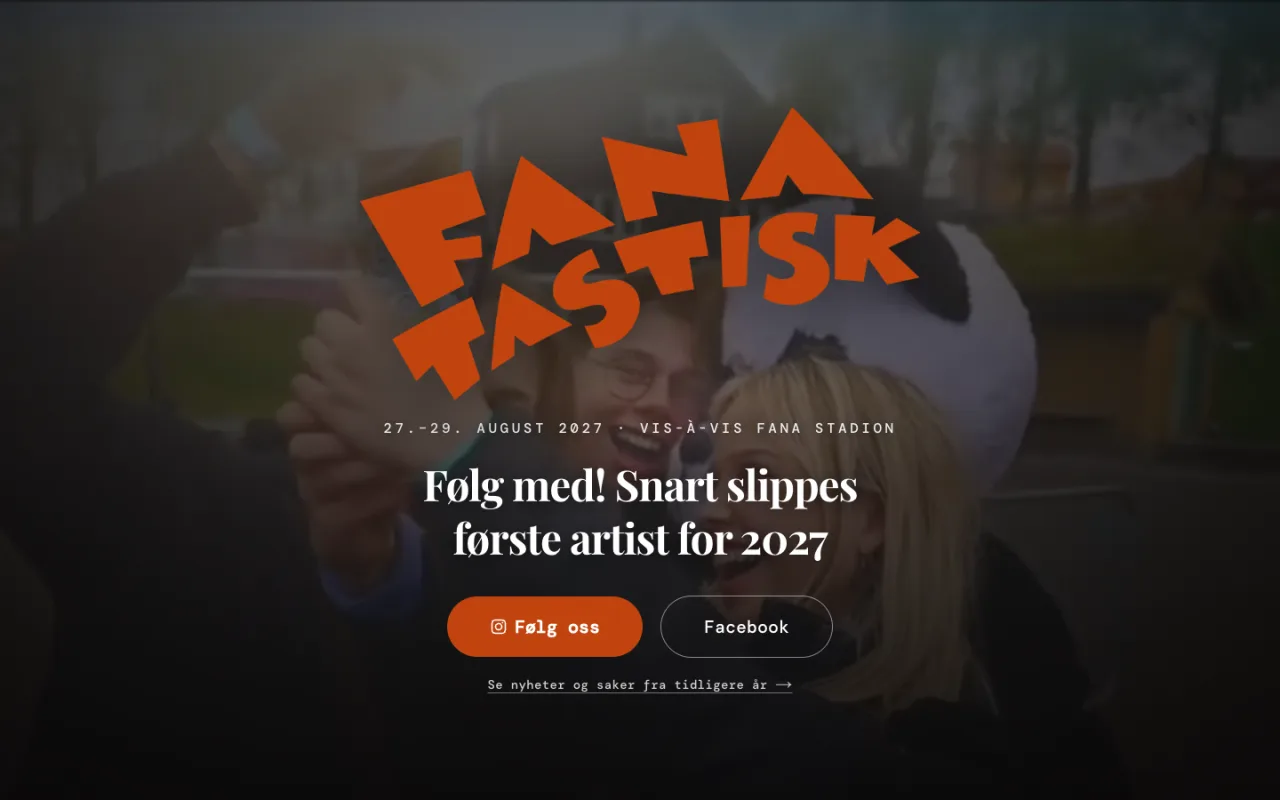 FANA
TASTISK
27.–29. AUGUST 2027 · VIS-À-VIS FANA STADION
Følg med! Snart slippes
første artist for 2027
Følg oss
Facebook
Se nyheter og saker fra tidligere år →